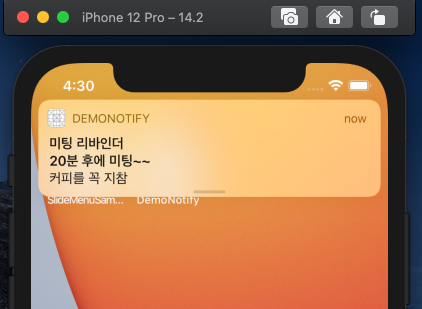 iPhone 12 Pro – 14.2
4:30
DEMONOTIFY
now
미팅 리바인더
20분 후에 미팅~~
커피를 꼭 지참
SlideMenuSam...
DemoNotify